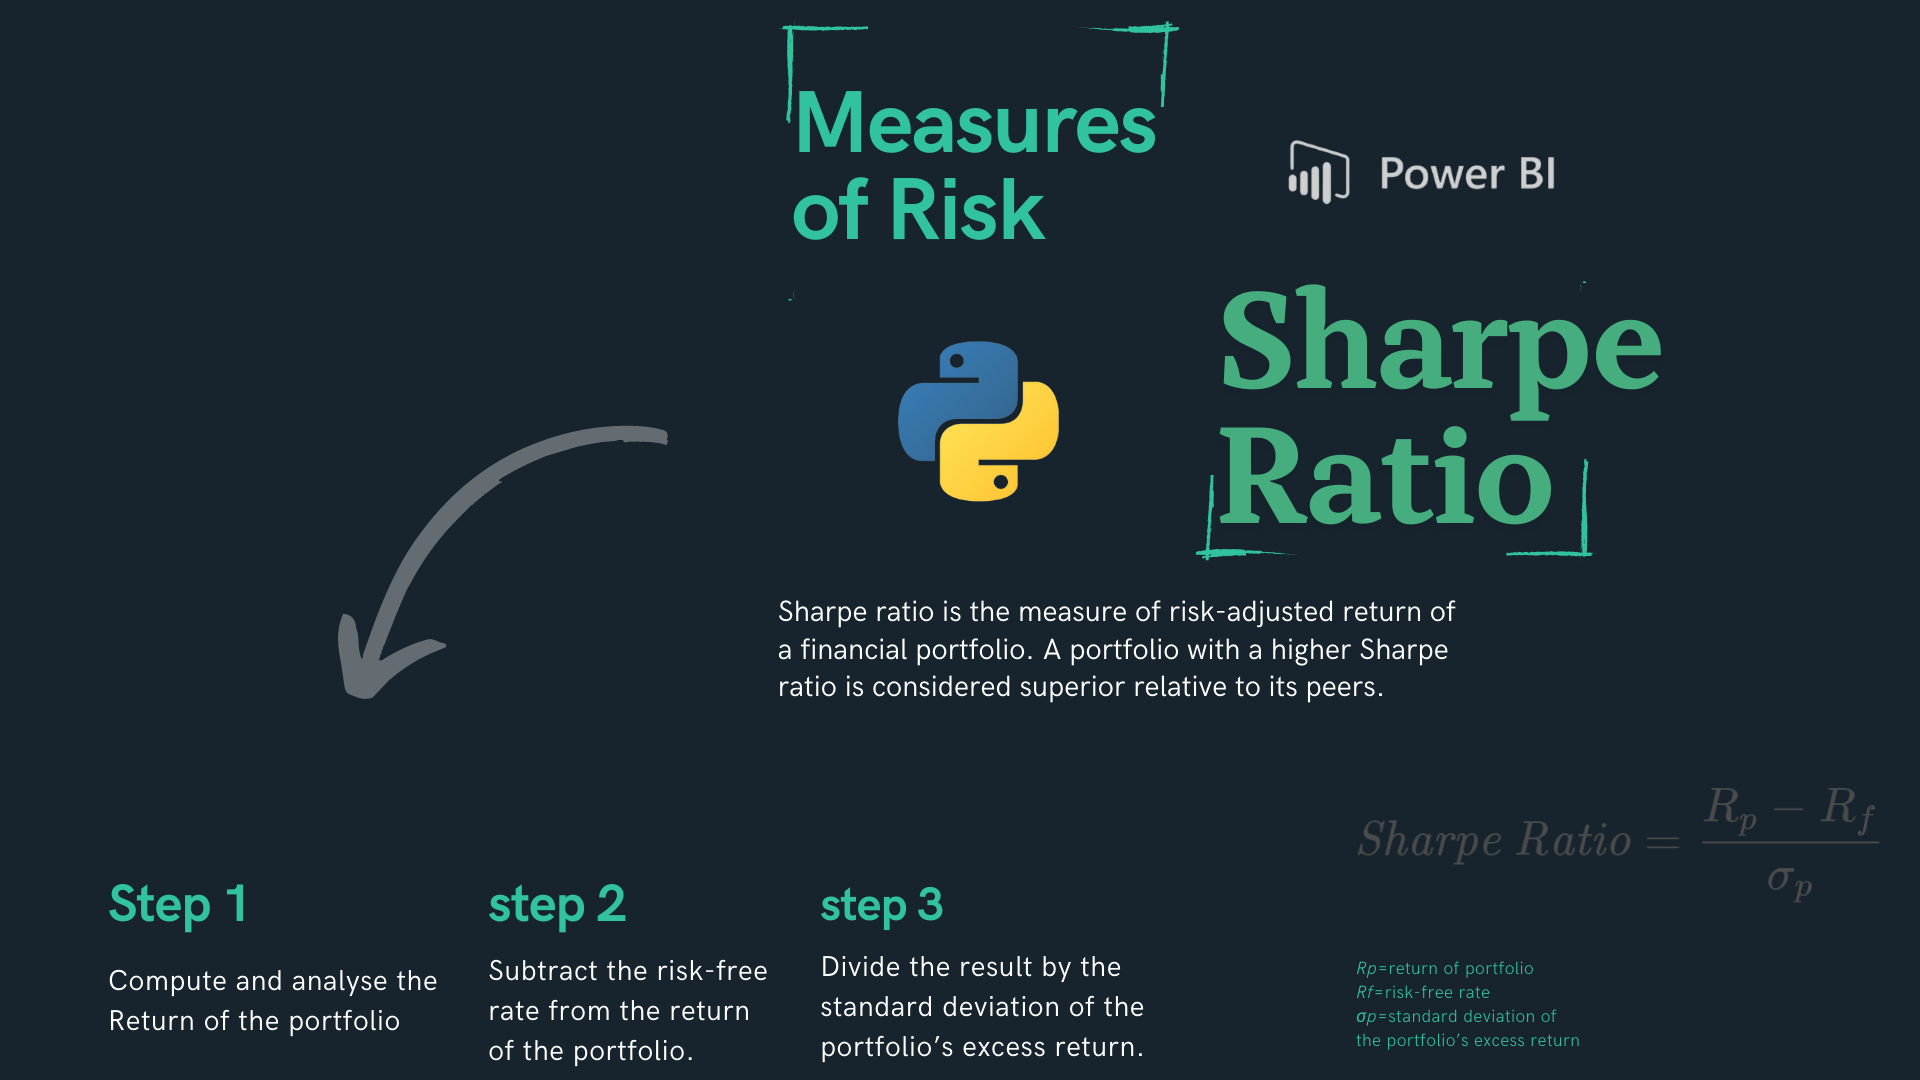 Measures
of Risk
Power BI
Sharpe
Ratio
Sharpe ratio is the measure of risk-adjusted return of
a financial portfolio. A portfolio with a higher Sharpe
ratio is considered superior relative to its peers.
Sharpe Ratio = (R_p − R_f) / σ_p
Step 1
Compute and analyse the
Return of the portfolio
step 2
Subtract the risk-free
rate from the return
of the portfolio.
step 3
Divide the result by the
standard deviation of the
portfolio’s excess return.
Rp=return of portfolio
Rf=risk-free rate
σp=standard deviation of
the portfolio’s excess return